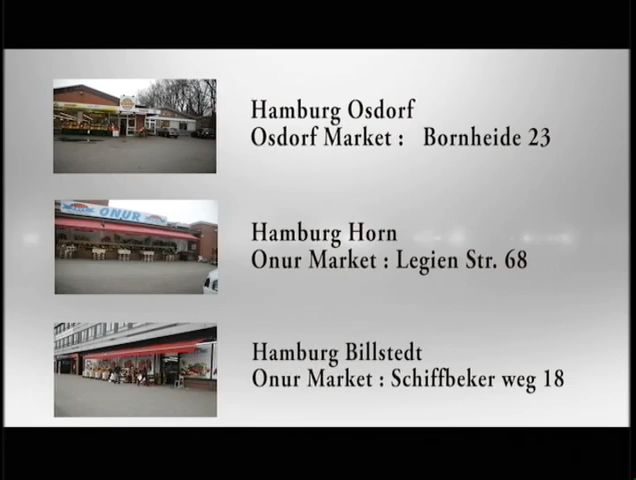 Hamburg Osdorf
Osdorf Market : Bornheide 23
ONUR
Hamburg Horn
Onur Market : Legien Str. 68
Hamburg Billstedt
Onur Market : Schiffbeker weg 18